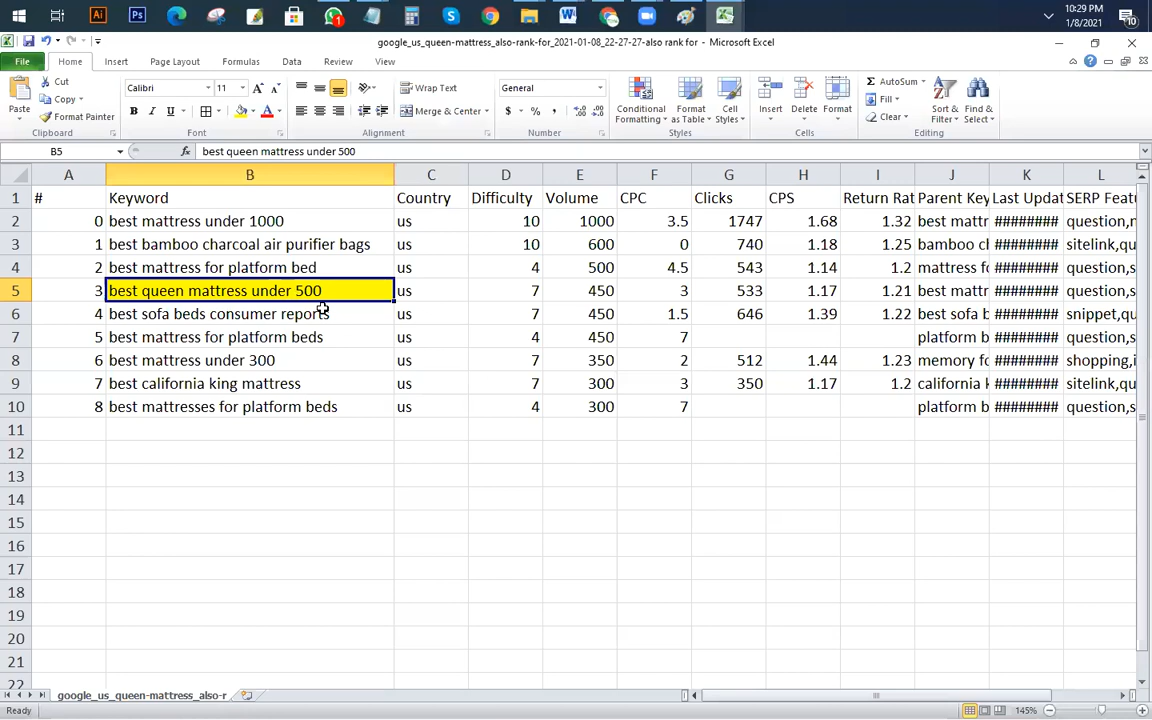 10:29 PM
1/8/2021
10
google_us_queen-mattress_also-rank-for_2021-01-08_22-27-27-also rank for - Microsoft Excel
File Home Insert Page Layout Formulas Data Review View
Paste
Cut
Copy
Format Painter
Clipboard
Calibri 11
B I U
Font
Wrap Text
Merge & Center
Alignment
General
$ % ,
Number
Conditional Formatting
Format as Table
Cell Styles
Styles
Insert Delete Format
Cells
AutoSum
Fill
Clear
Sort & Filter
Find & Select
Editing
B5 fx best queen mattress under 500
A B C D E F G H I J K L
1 # Keyword Country Difficulty Volume CPC Clicks CPS Return Rat Parent Key Last Updat SERP Featu
2 0 best mattress under 1000 us 10 1000 3.5 1747 1.68 1.32 best mattr ######## question,n
3 1 best bamboo charcoal air purifier bags us 10 600 0 740 1.18 1.25 bamboo ch ######## sitelink,qu
4 2 best mattress for platform bed us 4 500 4.5 543 1.14 1.2 mattress fo ######## question,s
5 3 best queen mattress under 500 us 7 450 3 533 1.17 1.21 best mattr ######## question,s
6 4 best sofa beds consumer reports us 7 450 1.5 646 1.39 1.22 best sofa b ######## snippet,qu
7 5 best mattress for platform beds us 7 450 7 platform b ######## question,s
8 6 best mattress under 300 us 7 350 2 512 1.44 1.23 memory fo ######## shopping,i
9 7 best california king mattress us 7 300 3 350 1.17 1.2 california k ######## sitelink,qu
10 8 best mattresses for platform beds us 4 300 7 platform b ######## question,s
11
12
13
14
15
16
17
18
19
20
21
22
google_us_queen-mattress_also-r
Ready 145%